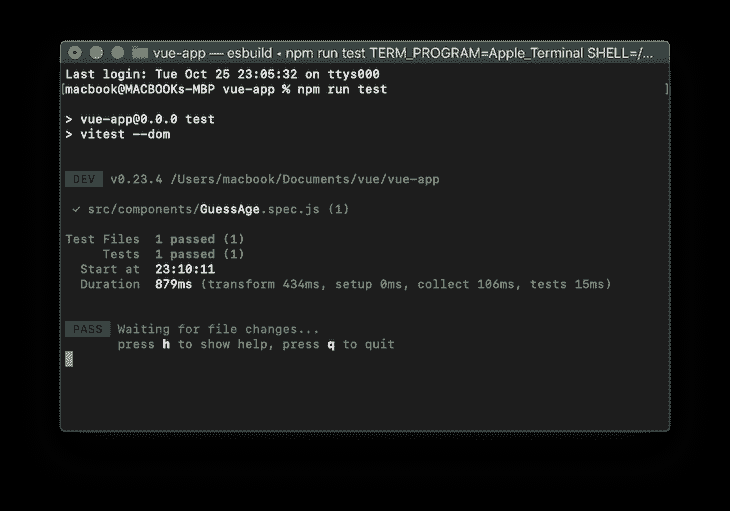 vue-app — esbuild ◂ npm run test TERM_PROGRAM=Apple_Terminal SHELL=/...
Last login: Tue Oct 25 23:05:32 on ttys000
[macbook@MACBOOKs-MBP vue-app % npm run test ]
> vue-app@0.0.0 test
> vitest --dom
DEV v0.23.4 /Users/macbook/Documents/vue/vue-app
✓ src/components/GuessAge.spec.js (1)
Test Files 1 passed (1)
Tests 1 passed (1)
Start at 23:10:11
Duration 879ms (transform 434ms, setup 0ms, collect 106ms, tests 15ms)
PASS Waiting for file changes...
press h to show help, press q to quit